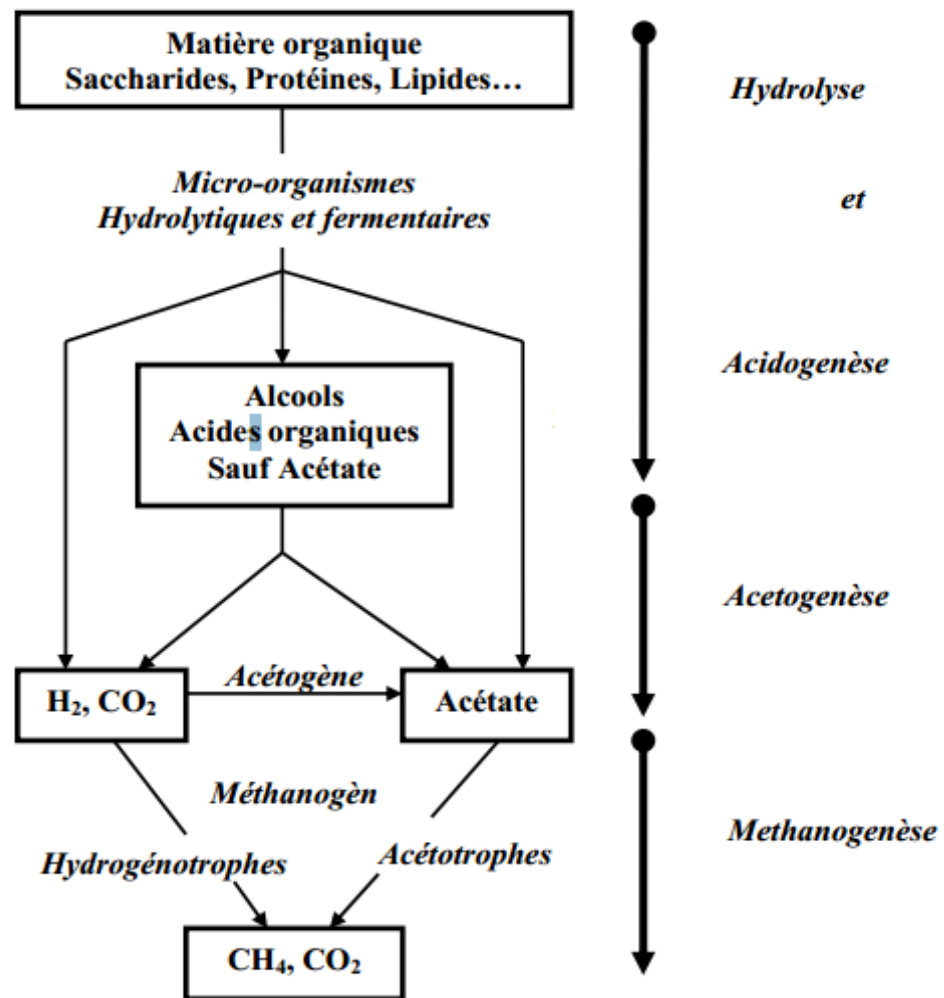 Matière organique
Saccharides, Protéines, Lipides…
Hydrolyse
Micro-organismes
Hydrolytiques et fermentaires
et
Acidogenèse
Alcools
Acides organiques
Sauf Acétate
Acetogenèse
Acétogène
H₂, CO₂
Acétate
Méthanogèn
Methanogenèse
Hydrogénotrophes
Acétotrophes
CH₄, CO₂